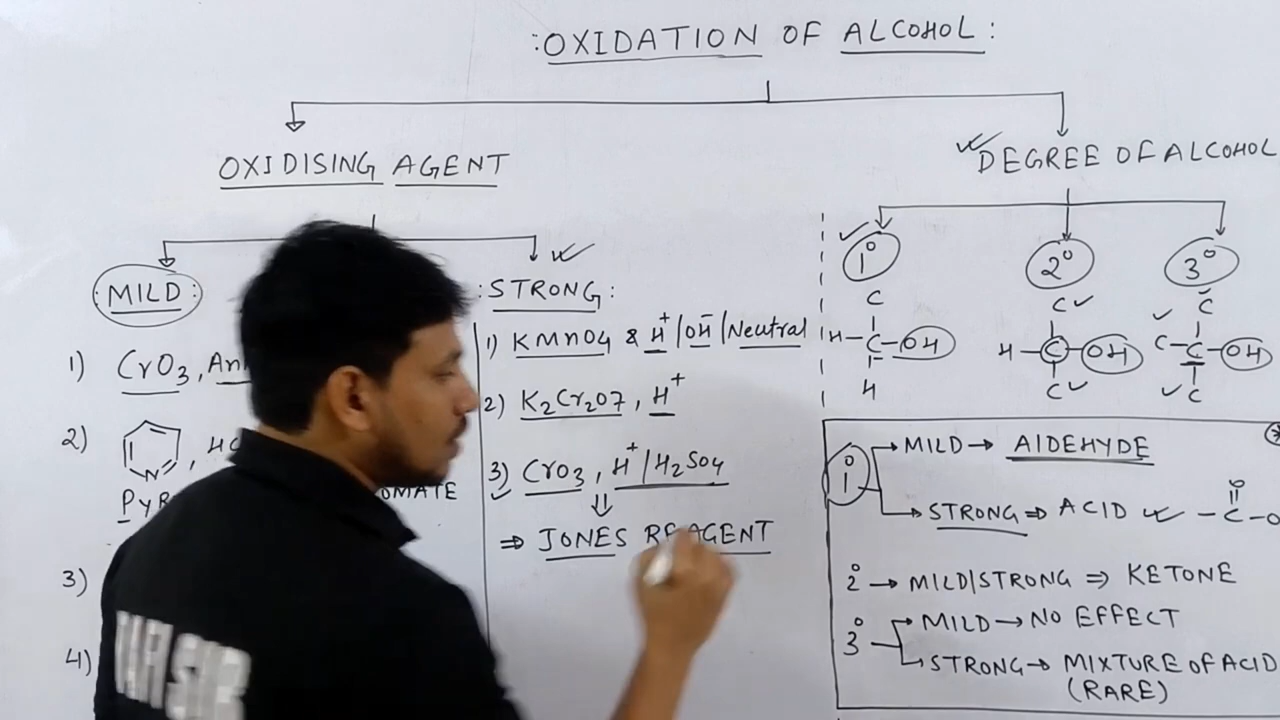 :OXIDATION OF ALCOHOL:
OXIDISING AGENT
DEGREE OF ALCOHOL
:MILD:
1) CrO3, An
2) N, HC
PyR OMATE
3)
4)
:STRONG:
1) KMnO4 & H+/OH-/Neutral
2) K2Cr2O7, H+
3) CrO3, H+/H2SO4
⇓
⇒ JONES REAGENT
1° 2° 3°
C
H-C-OH
H
C
H-C-OH
C
C
C-C-OH
C
1° MILD → AIDEHYDE
STRONG ⇒ ACID -C-O
O
2° → MILD/STRONG ⇒ KETONE
3° MILD → NO EFFECT
STRONG → MIXTURE OF ACID
(RARE)